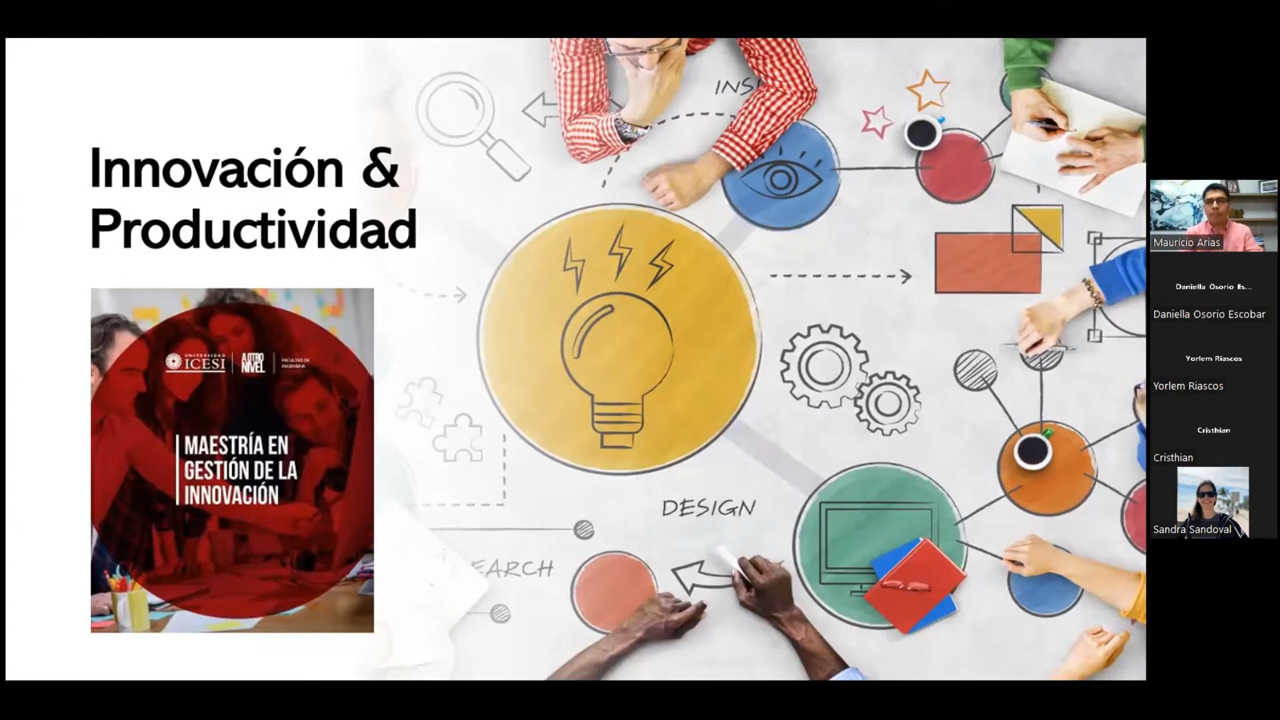 Innovación &
Productividad
UNIVERSIDAD
ICESI
A OTRO
NIVEL
FACULTAD DE
INGENIERÍA
MAESTRÍA EN
GESTIÓN DE LA
INNOVACIÓN
INS
DESIGN
EARCH
Mauricio Arias
Daniella Osorio Es...
Daniella Osorio Escobar
Yorlem Riascos
Yorlem Riascos
Cristhian
Cristhian
Sandra Sandoval